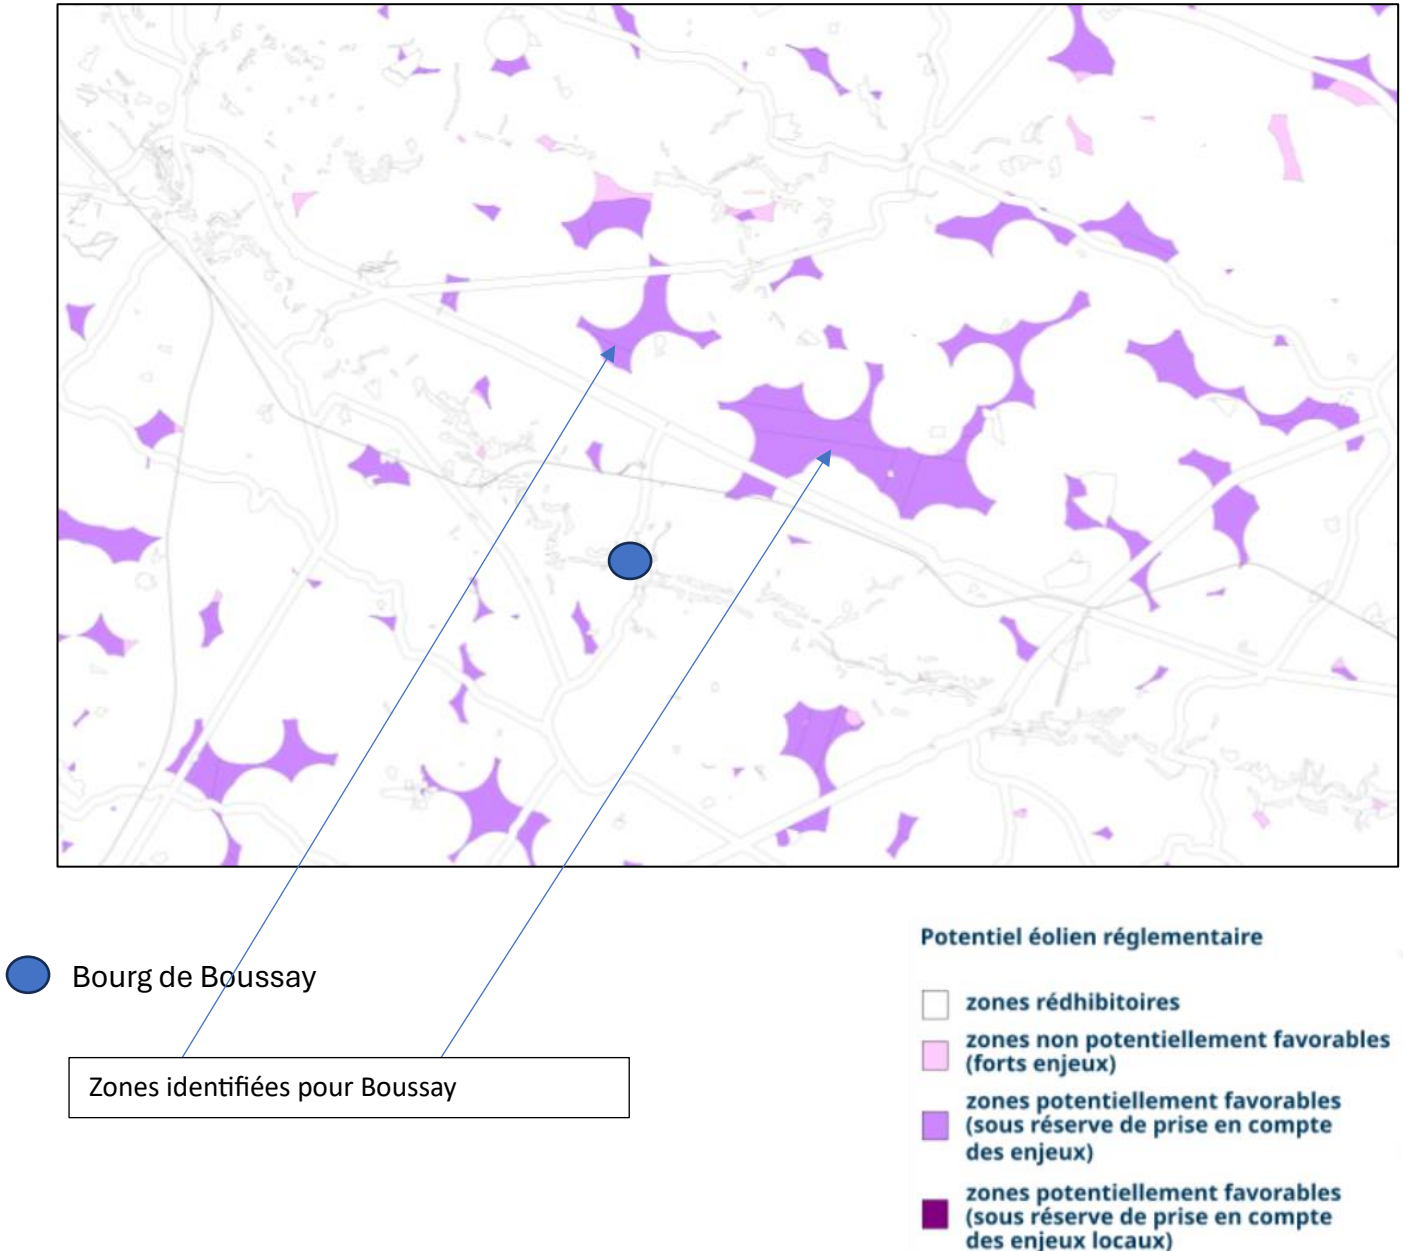 Bourg de Boussay
Zones identifiées pour Boussay
Potentiel éolien réglementaire
zones rédhibitoires
zones non potentiellement favorables
(forts enjeux)
zones potentiellement favorables
(sous réserve de prise en compte
des enjeux)
zones potentiellement favorables
(sous réserve de prise en compte
des enjeux locaux)